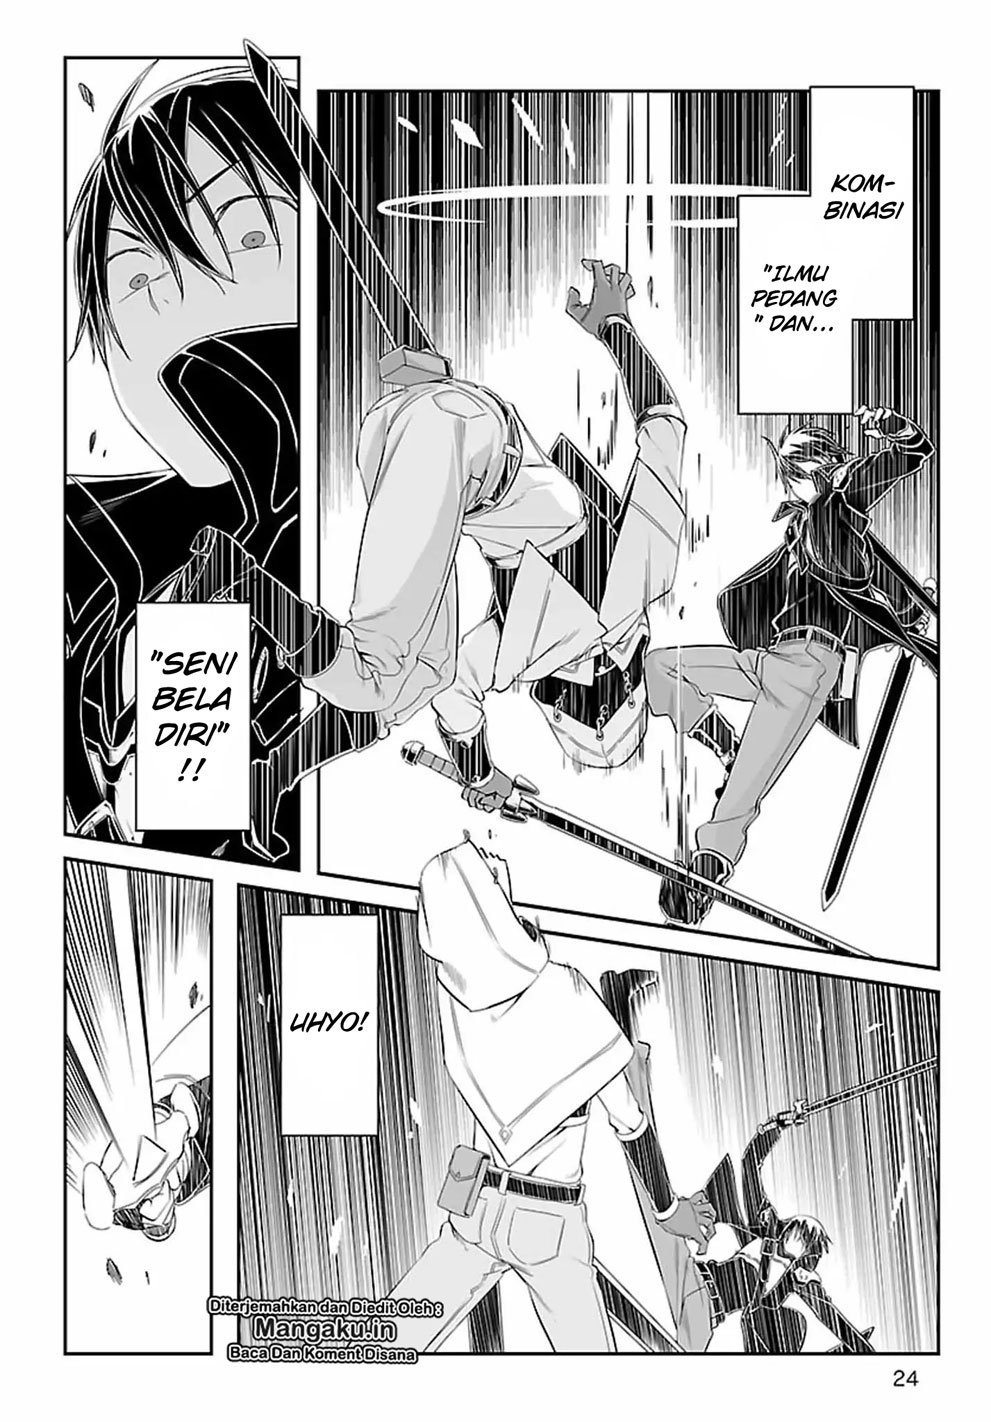 KOM-
BINASI
"ILMU
PEDANG
" DAN...
"SENI
BELA
DIRI"
!!
UHYO!
Diterjemahkan dan Diedit Oleh :
Mangaku.in
Baca Dan Koment Disana
24